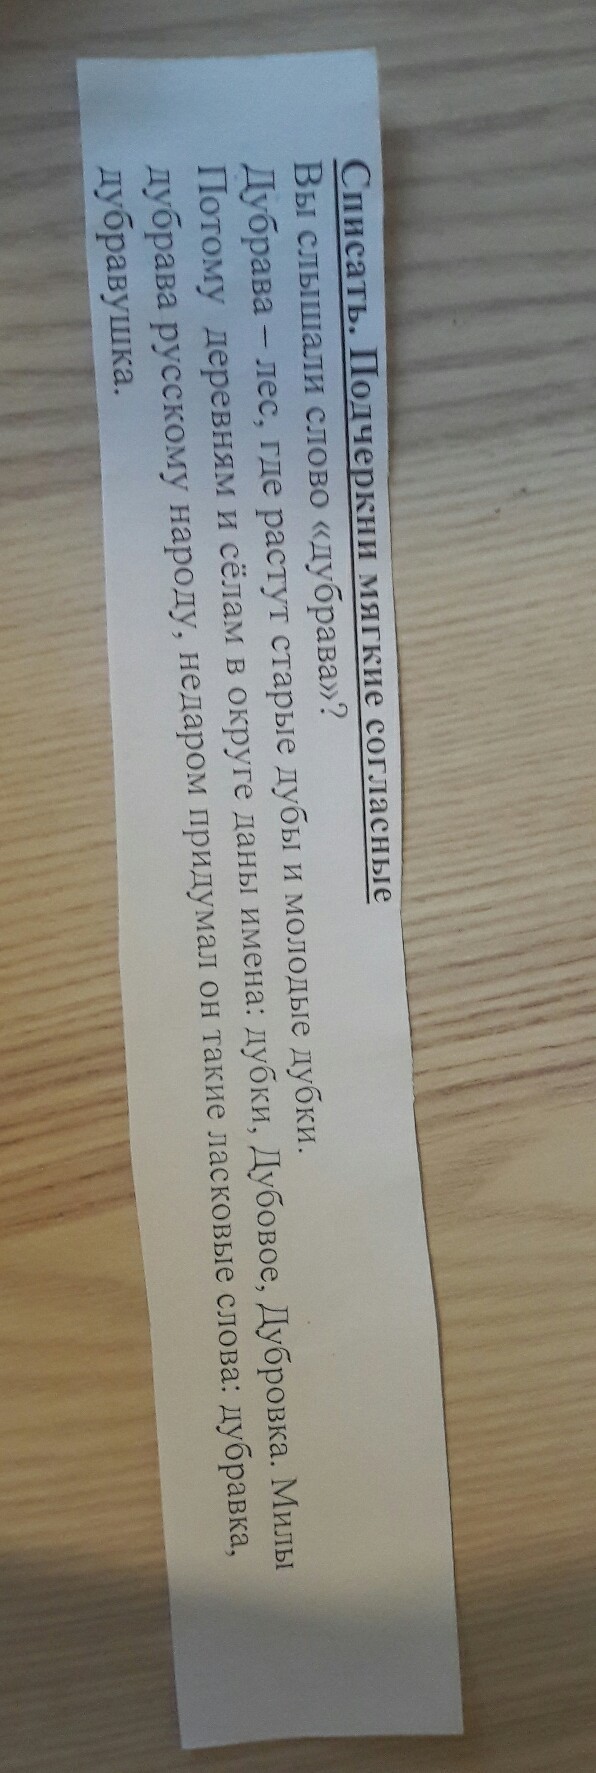 Списать. Подчеркни мягкие согласные
Вы слышали слово «дубрава»?
Дубрава – лес, где растут старые дубы и молодые дубки.
Потому деревням и сёлам в округе даны имена: дубки, Дубовое, Дубровка. Милы
дубрава русскому народу, недаром придумал он такие ласковые слова: дубравка,
дубравушка.